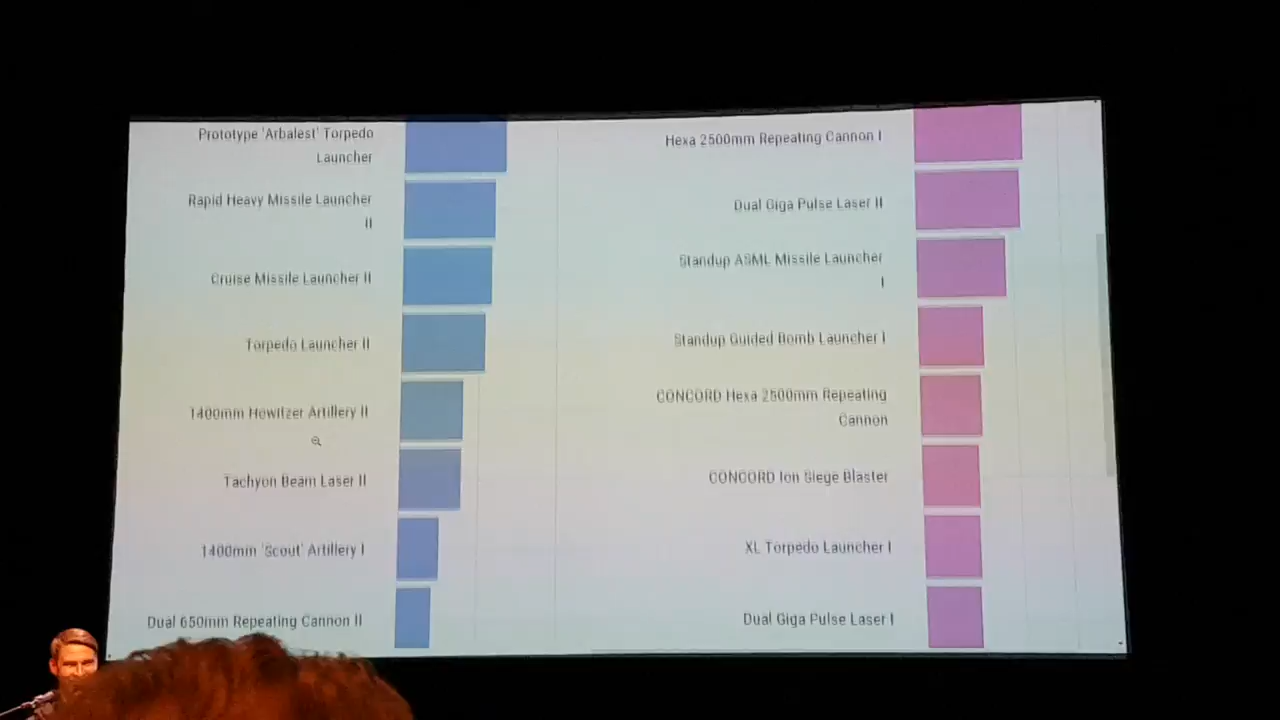 Prototype 'Arbalest' Torpedo
Launcher
Rapid Heavy Missile Launcher
II
Cruise Missile Launcher II
Torpedo Launcher II
1400mm Howitzer Artillery II
Tachyon Beam Laser II
1400mm 'Scout' Artillery I
Dual 650mm Repeating Cannon II
Hexa 2500mm Repeating Cannon I
Dual Giga Pulse Laser II
Standup ASML Missile Launcher
I
Standup Guided Bomb Launcher I
CONCORD Hexa 2500mm Repeating
Cannon
CONCORD Ion Siege Blaster
XL Torpedo Launcher I
Dual Giga Pulse Laser I